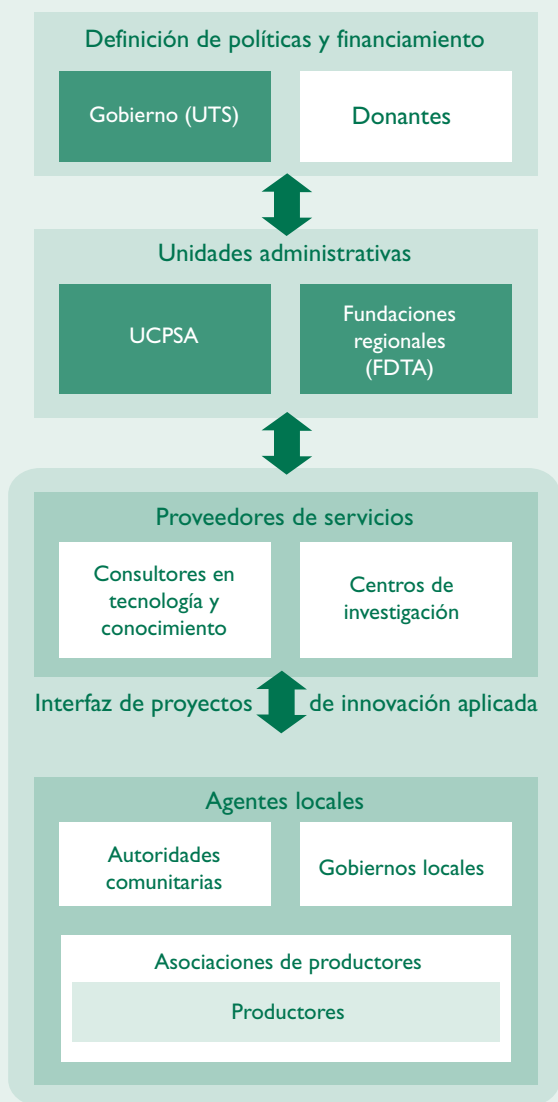 Definición de políticas y financiamiento
Gobierno (UTS)
Donantes
Unidades administrativas
UCPSA
Fundaciones
regionales
(FDTA)
Proveedores de servicios
Consultores en
tecnología y
conocimiento
Centros de
investigación
Interfaz de proyectos de innovación aplicada
Agentes locales
Autoridades
comunitarias
Gobiernos locales
Asociaciones de productores
Productores